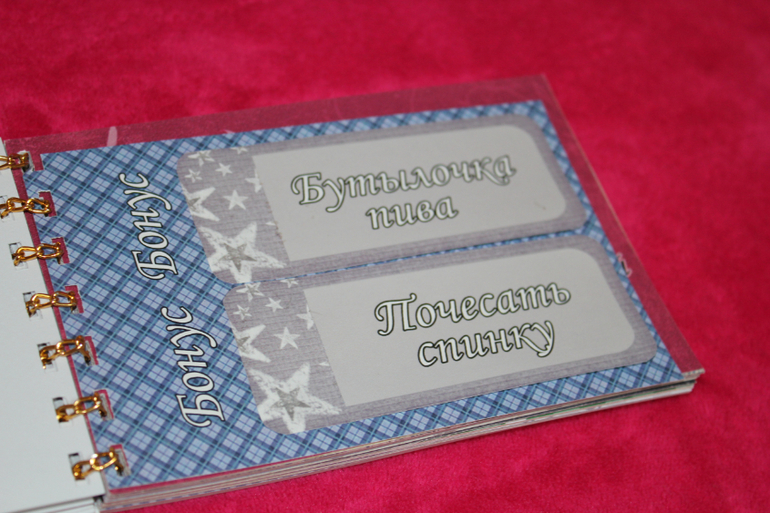 Бонус
Бутылочка
пива
Бонус
Почесать
спинку